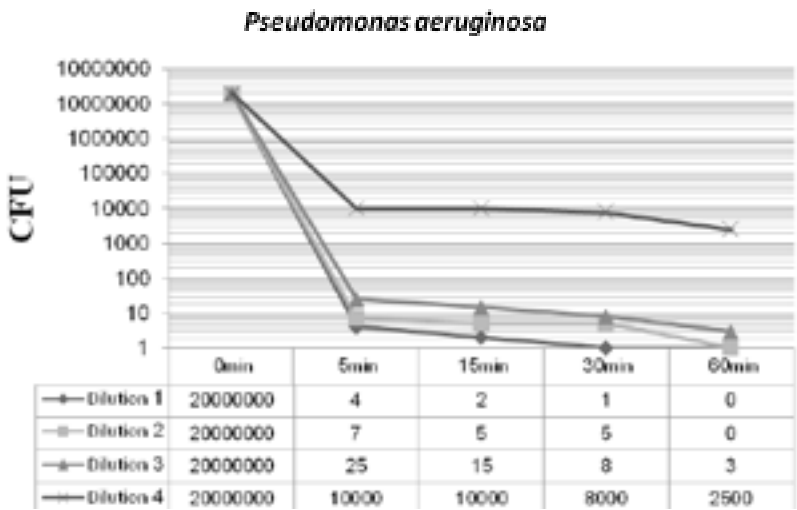 Pseudomonas aeruginosa
10000000
10000000
1000000
100000
10000
1000
100
10
1
CFU
0min 5min 15min 30min 60min
Dilution 1 20000000 4 2 1 0
Dilution 2 20000000 7 5 5 0
Dilution 3 20000000 25 15 8 3
Dilution 4 20000000 10000 10000 8000 2500